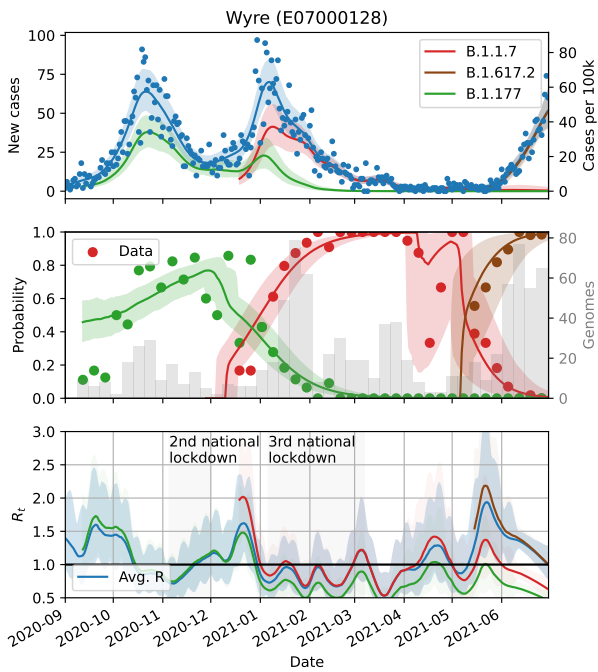 Wyre (E07000128)
100
75
50
25
0
New cases
80
60
40
20
0
Cases per 100k
B.1.1.7
B.1.617.2
B.1.177
1.0
0.8
0.6
0.4
0.2
0.0
Probability
Data
80
60
40
20
0
Genomes
3.0
2.5
2.0
1.5
1.0
0.5
Rt
2nd national
lockdown
3rd national
lockdown
Avg. R
2020-09
2020-10
2020-11
2020-12
2021-01
2021-02
2021-03
2021-04
2021-05
2021-06
Date